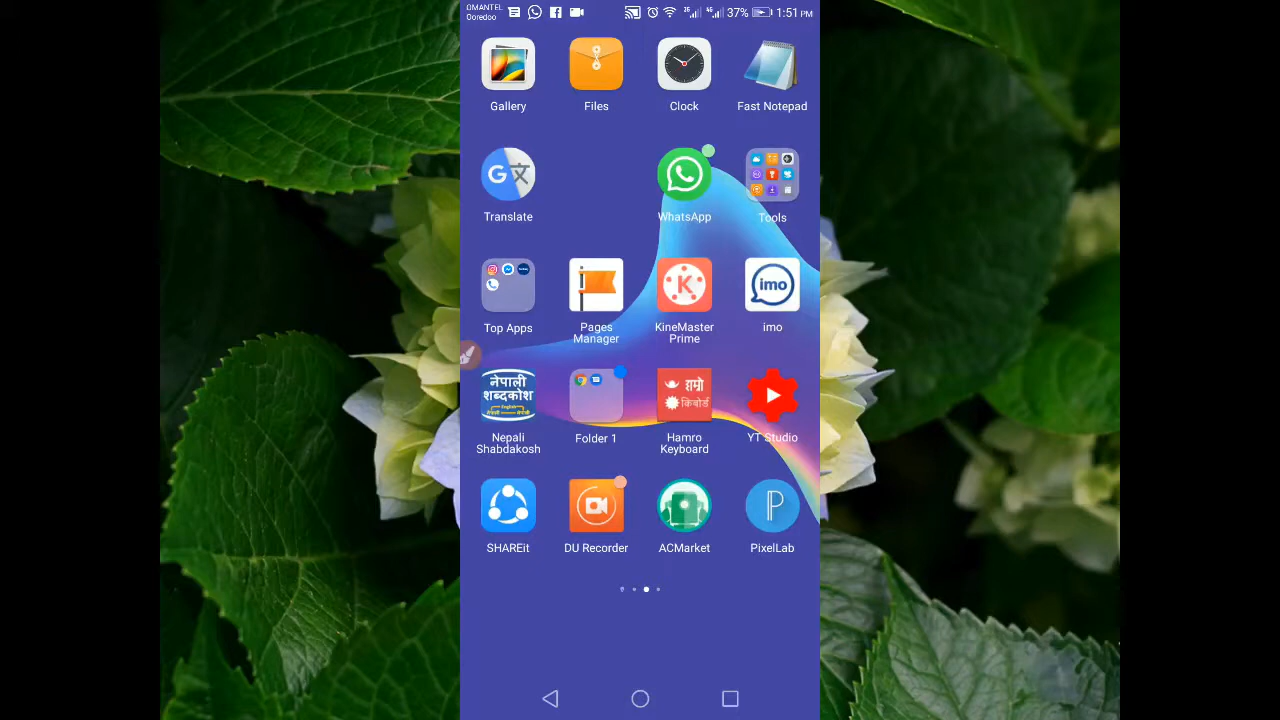 OMANTEL
Ooredoo
37%
1:51 PM
Gallery
Files
Clock
Fast Notepad
Translate
WhatsApp
Tools
imo
Top Apps
Pages
Manager
KineMaster
Prime
imo
नेपाली
शब्दकोश
Nepali
Shabdakosh
Folder 1
हाम्रो
किबोर्ड
Hamro
Keyboard
YT Studio
SHAREit
DU Recorder
ACMarket
PixelLab